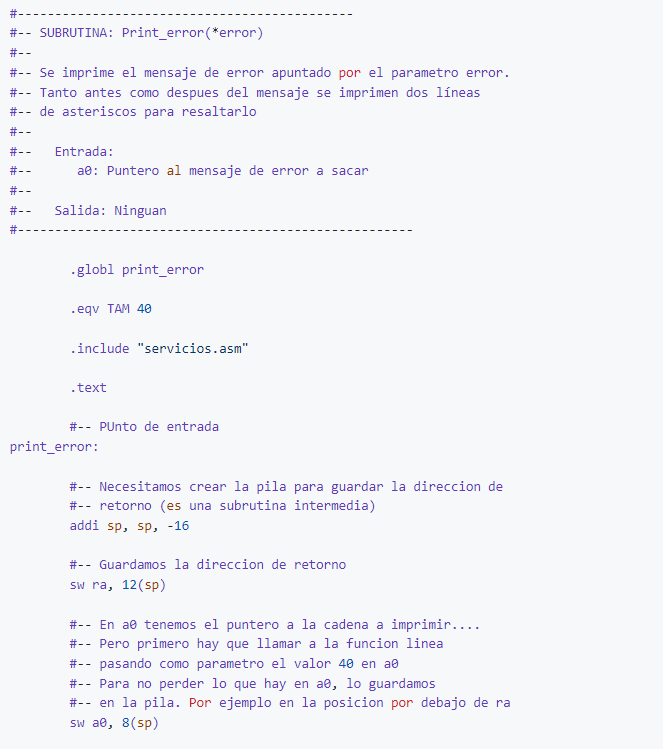 #---------------------------------------------
#-- SUBRUTINA: Print_error(*error)
#--
#-- Se imprime el mensaje de error apuntado por el parametro error.
#-- Tanto antes como despues del mensaje se imprimen dos líneas
#-- de asteriscos para resaltarlo
#--
#--   Entrada:
#--      a0: Puntero al mensaje de error a sacar
#--
#--   Salida: Ninguan
#-----------------------------------------------------
        .globl print_error
        .eqv TAM 40
        .include "servicios.asm"
        .text
        #-- PUnto de entrada
print_error:
        #-- Necesitamos crear la pila para guardar la direccion de
        #-- retorno (es una subrutina intermedia)
        addi sp, sp, -16
        #-- Guardamos la direccion de retorno
        sw ra, 12(sp)
        #-- En a0 tenemos el puntero a la cadena a imprimir....
        #-- Pero primero hay que llamar a la funcion linea
        #-- pasando como parametro el valor 40 en a0
        #-- Para no perder lo que hay en a0, lo guardamos
        #-- en la pila. Por ejemplo en la posicion por debajo de ra
        sw a0, 8(sp)